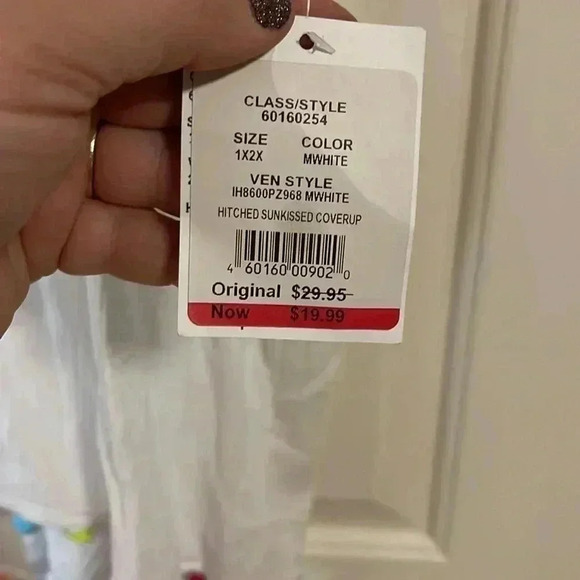 CLASS/STYLE
60160254
SIZE COLOR
1X2X MWHITE
VEN STYLE
IH8600PZ968 MWHITE
HITCHED SUNKISSED COVERUP
4 60160 00902 0
Original $29.95
Now $19.99